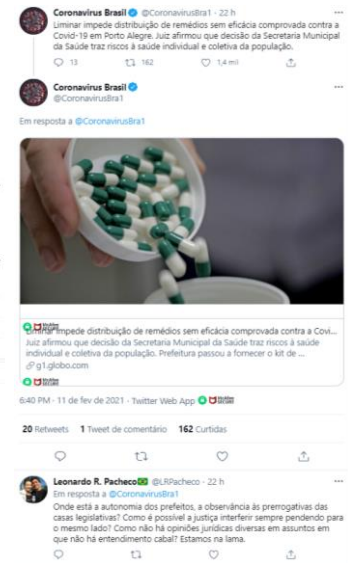 Coronavirus Brasil @CoronavirusBra1 · 22 h
Liminar impede distribuição de remédios sem eficácia comprovada contra a
Covid-19 em Porto Alegre. Juiz afirmou que decisão da Secretaria Municipal
da Saúde traz riscos à saúde individual e coletiva da população.
13 162 1,4 mil
Coronavirus Brasil
@CoronavirusBra1
Em resposta a @CoronavirusBra1
Liminar impede distribuição de remédios sem eficácia comprovada contra a Covi...
Juiz afirmou que decisão da Secretaria Municipal da Saúde traz riscos à saúde
individual e coletiva da população. Prefeitura passou a fornecer o kit de ...
g1.globo.com
6:40 PM · 11 de fev de 2021 · Twitter Web App
20 Retweets 1 Tweet de comentário 162 Curtidas
Leonardo R. Pacheco @LRPacheco · 22 h
Em resposta a @CoronavirusBra1
Onde está a autonomia dos prefeitos, a observância às prerrogativas das
casas legislativas? Como é possível a justiça interferir sempre pendendo para
o mesmo lado? Como não há opiniões jurídicas diversas em assuntos em
que não há entendimento cabal? Estamos na lama.